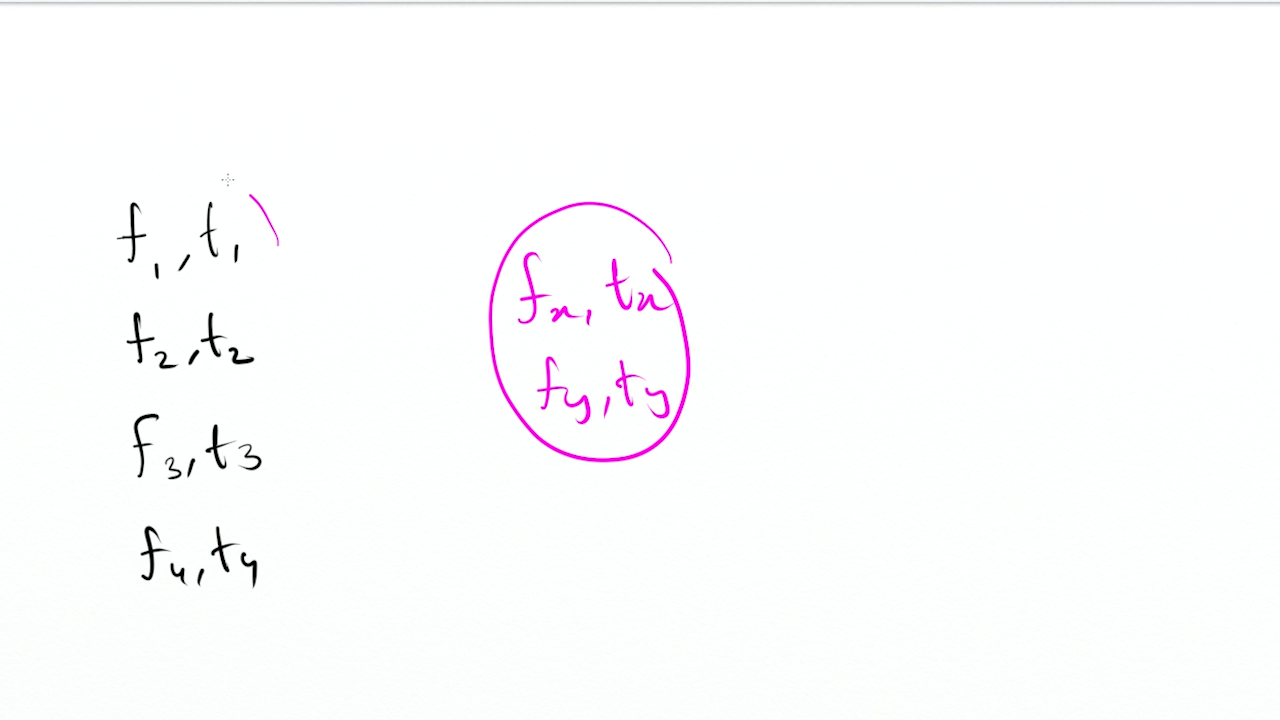 f₁, t₁
f₂, t₂
f₃, t₃
f₄, t₄
fₓ, tₓ
fy, ty